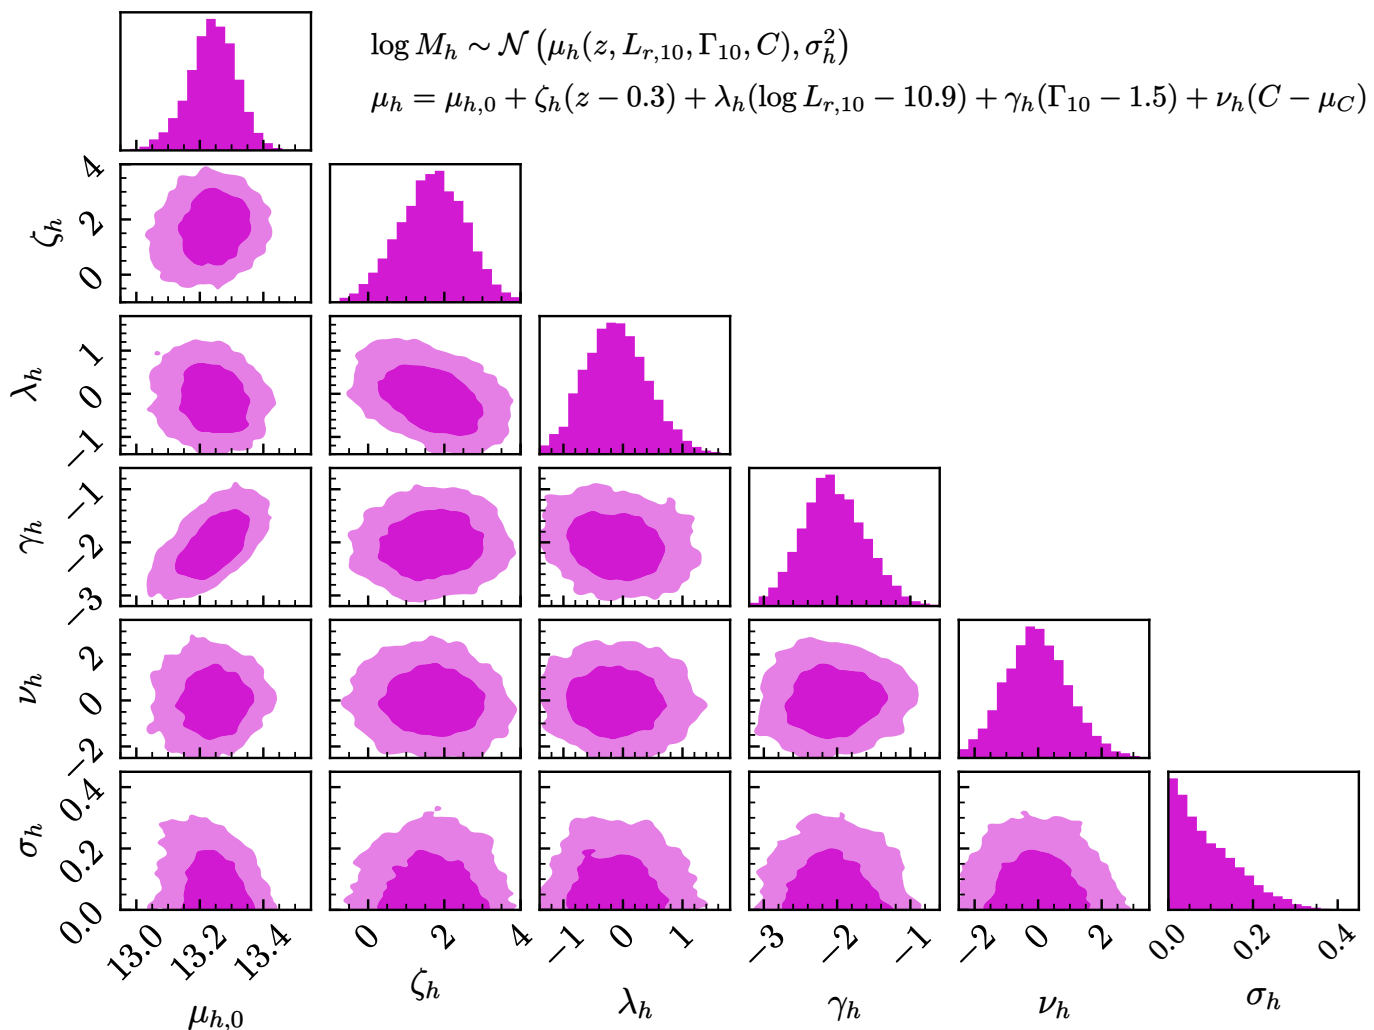 log M_h ∼ 𝒩 (μ_h(z, L_{r,10}, Γ_{10}, C), σ_h^2)
μ_h = μ_{h,0} + ζ_h(z − 0.3) + λ_h(log L_{r,10} − 10.9) + γ_h(Γ_{10} − 1.5) + ν_h(C − μ_C)
ζ_h
4
2
0
λ_h
1
0
−1
γ_h
−1
−2
−3
ν_h
2
0
−2
σ_h
0.4
0.2
0.0
13.0 13.2 13.4
0 2 4
−1 0 1
−3 −2 −1
−2 0 2
0.0 0.4
μ_{h,0} ζ_h λ_h γ_h ν_h σ_h